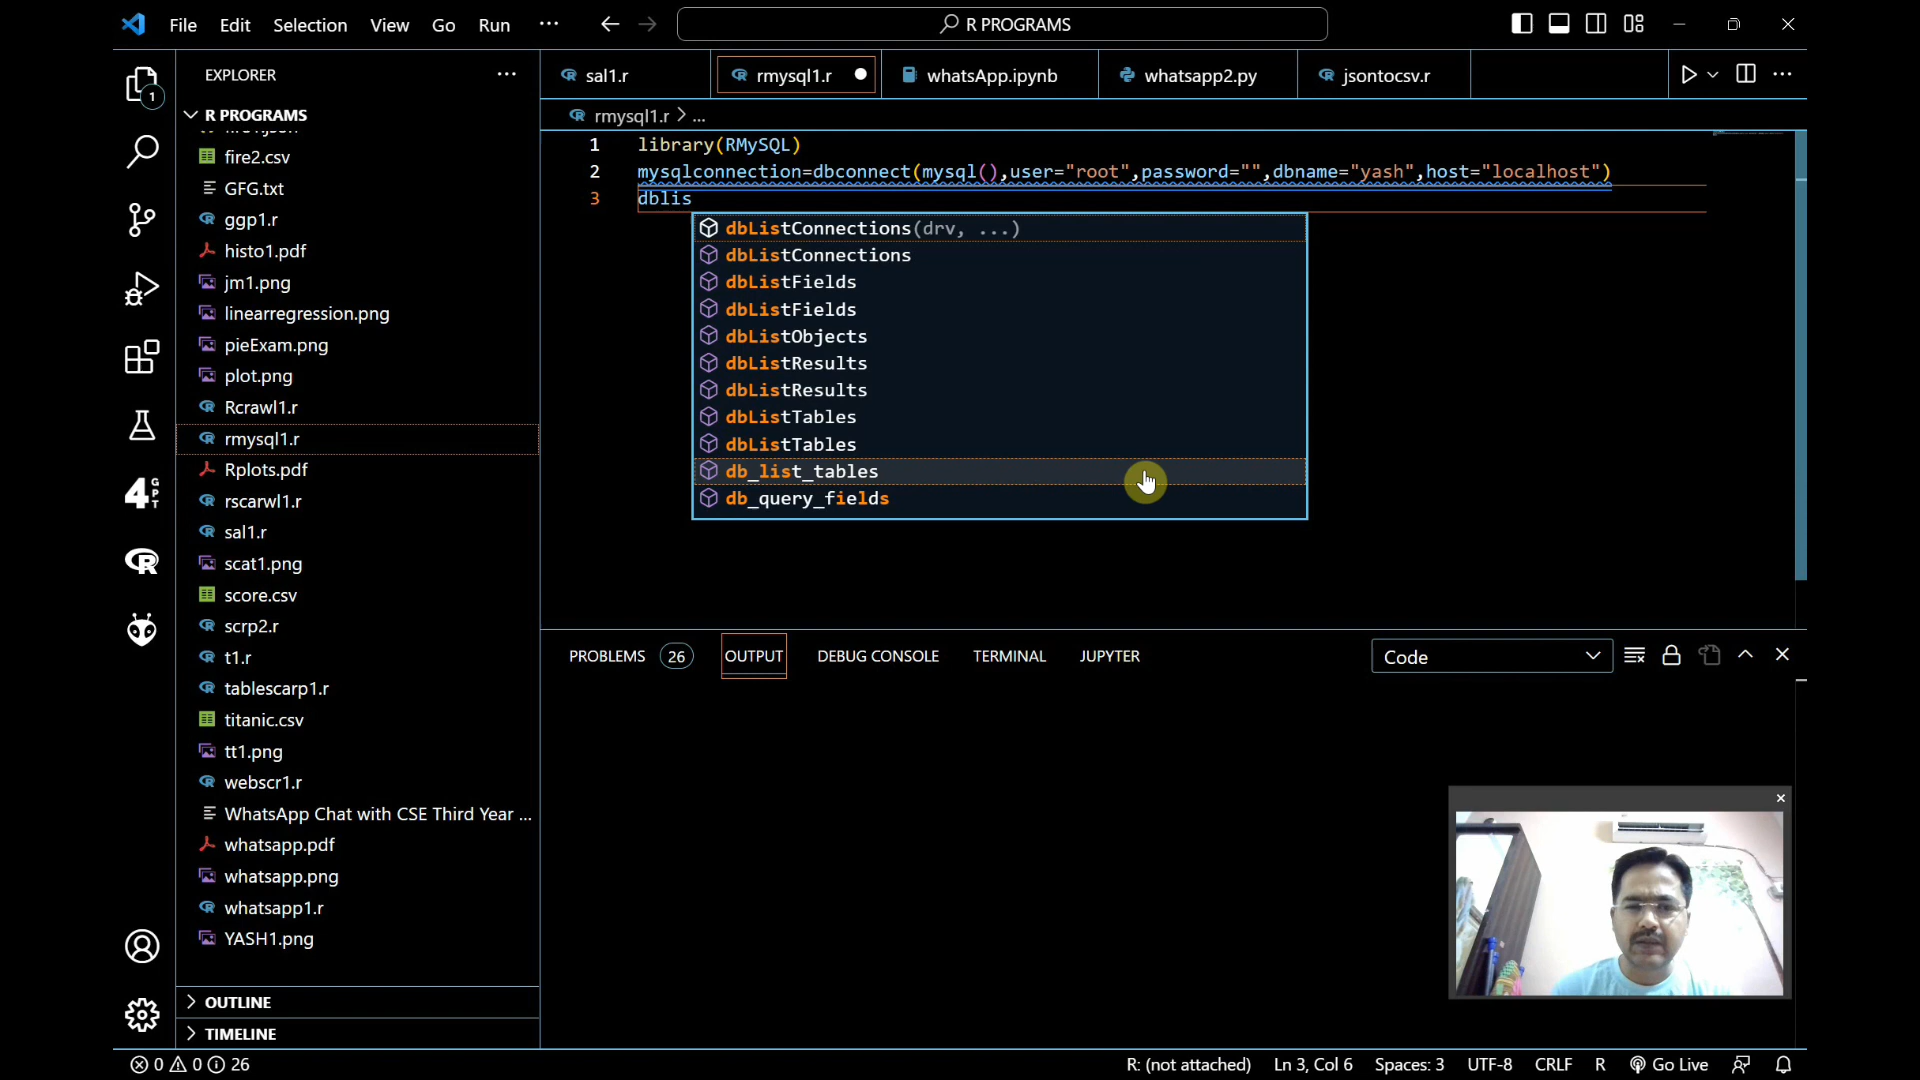 File Edit Selection View Go Run ···
R PROGRAMS
EXPLORER
1
R PROGRAMS
fire2.csv
GFG.txt
ggp1.r
histo1.pdf
jm1.png
linearregression.png
pieExam.png
plot.png
Rcrawl1.r
rmysql1.r
Rplots.pdf
rscarwl1.r
sal1.r
scat1.png
score.csv
scrp2.r
t1.r
tablescarp1.r
titanic.csv
tt1.png
webscr1.r
WhatsApp Chat with CSE Third Year ...
whatsapp.pdf
whatsapp.png
whatsapp1.r
YASH1.png
OUTLINE
TIMELINE
sal1.r rmysql1.r whatsApp.ipynb whatsapp2.py jsontocsv.r
rmysql1.r > ...
1 library(RMySQL)
2 mysqlconnection=dbconnect(mysql(),user="root",password="",dbname="yash",host="localhost")
3 dblis
dbListConnections(drv, ...)
dbListConnections
dbListFields
dbListFields
dbListObjects
dbListResults
dbListResults
dbListTables
dbListTables
db_list_tables
db_query_fields
PROBLEMS 26 OUTPUT DEBUG CONSOLE TERMINAL JUPYTER Code
0 0 26 R: (not attached) Ln 3, Col 6 Spaces: 3 UTF-8 CRLF R Go Live